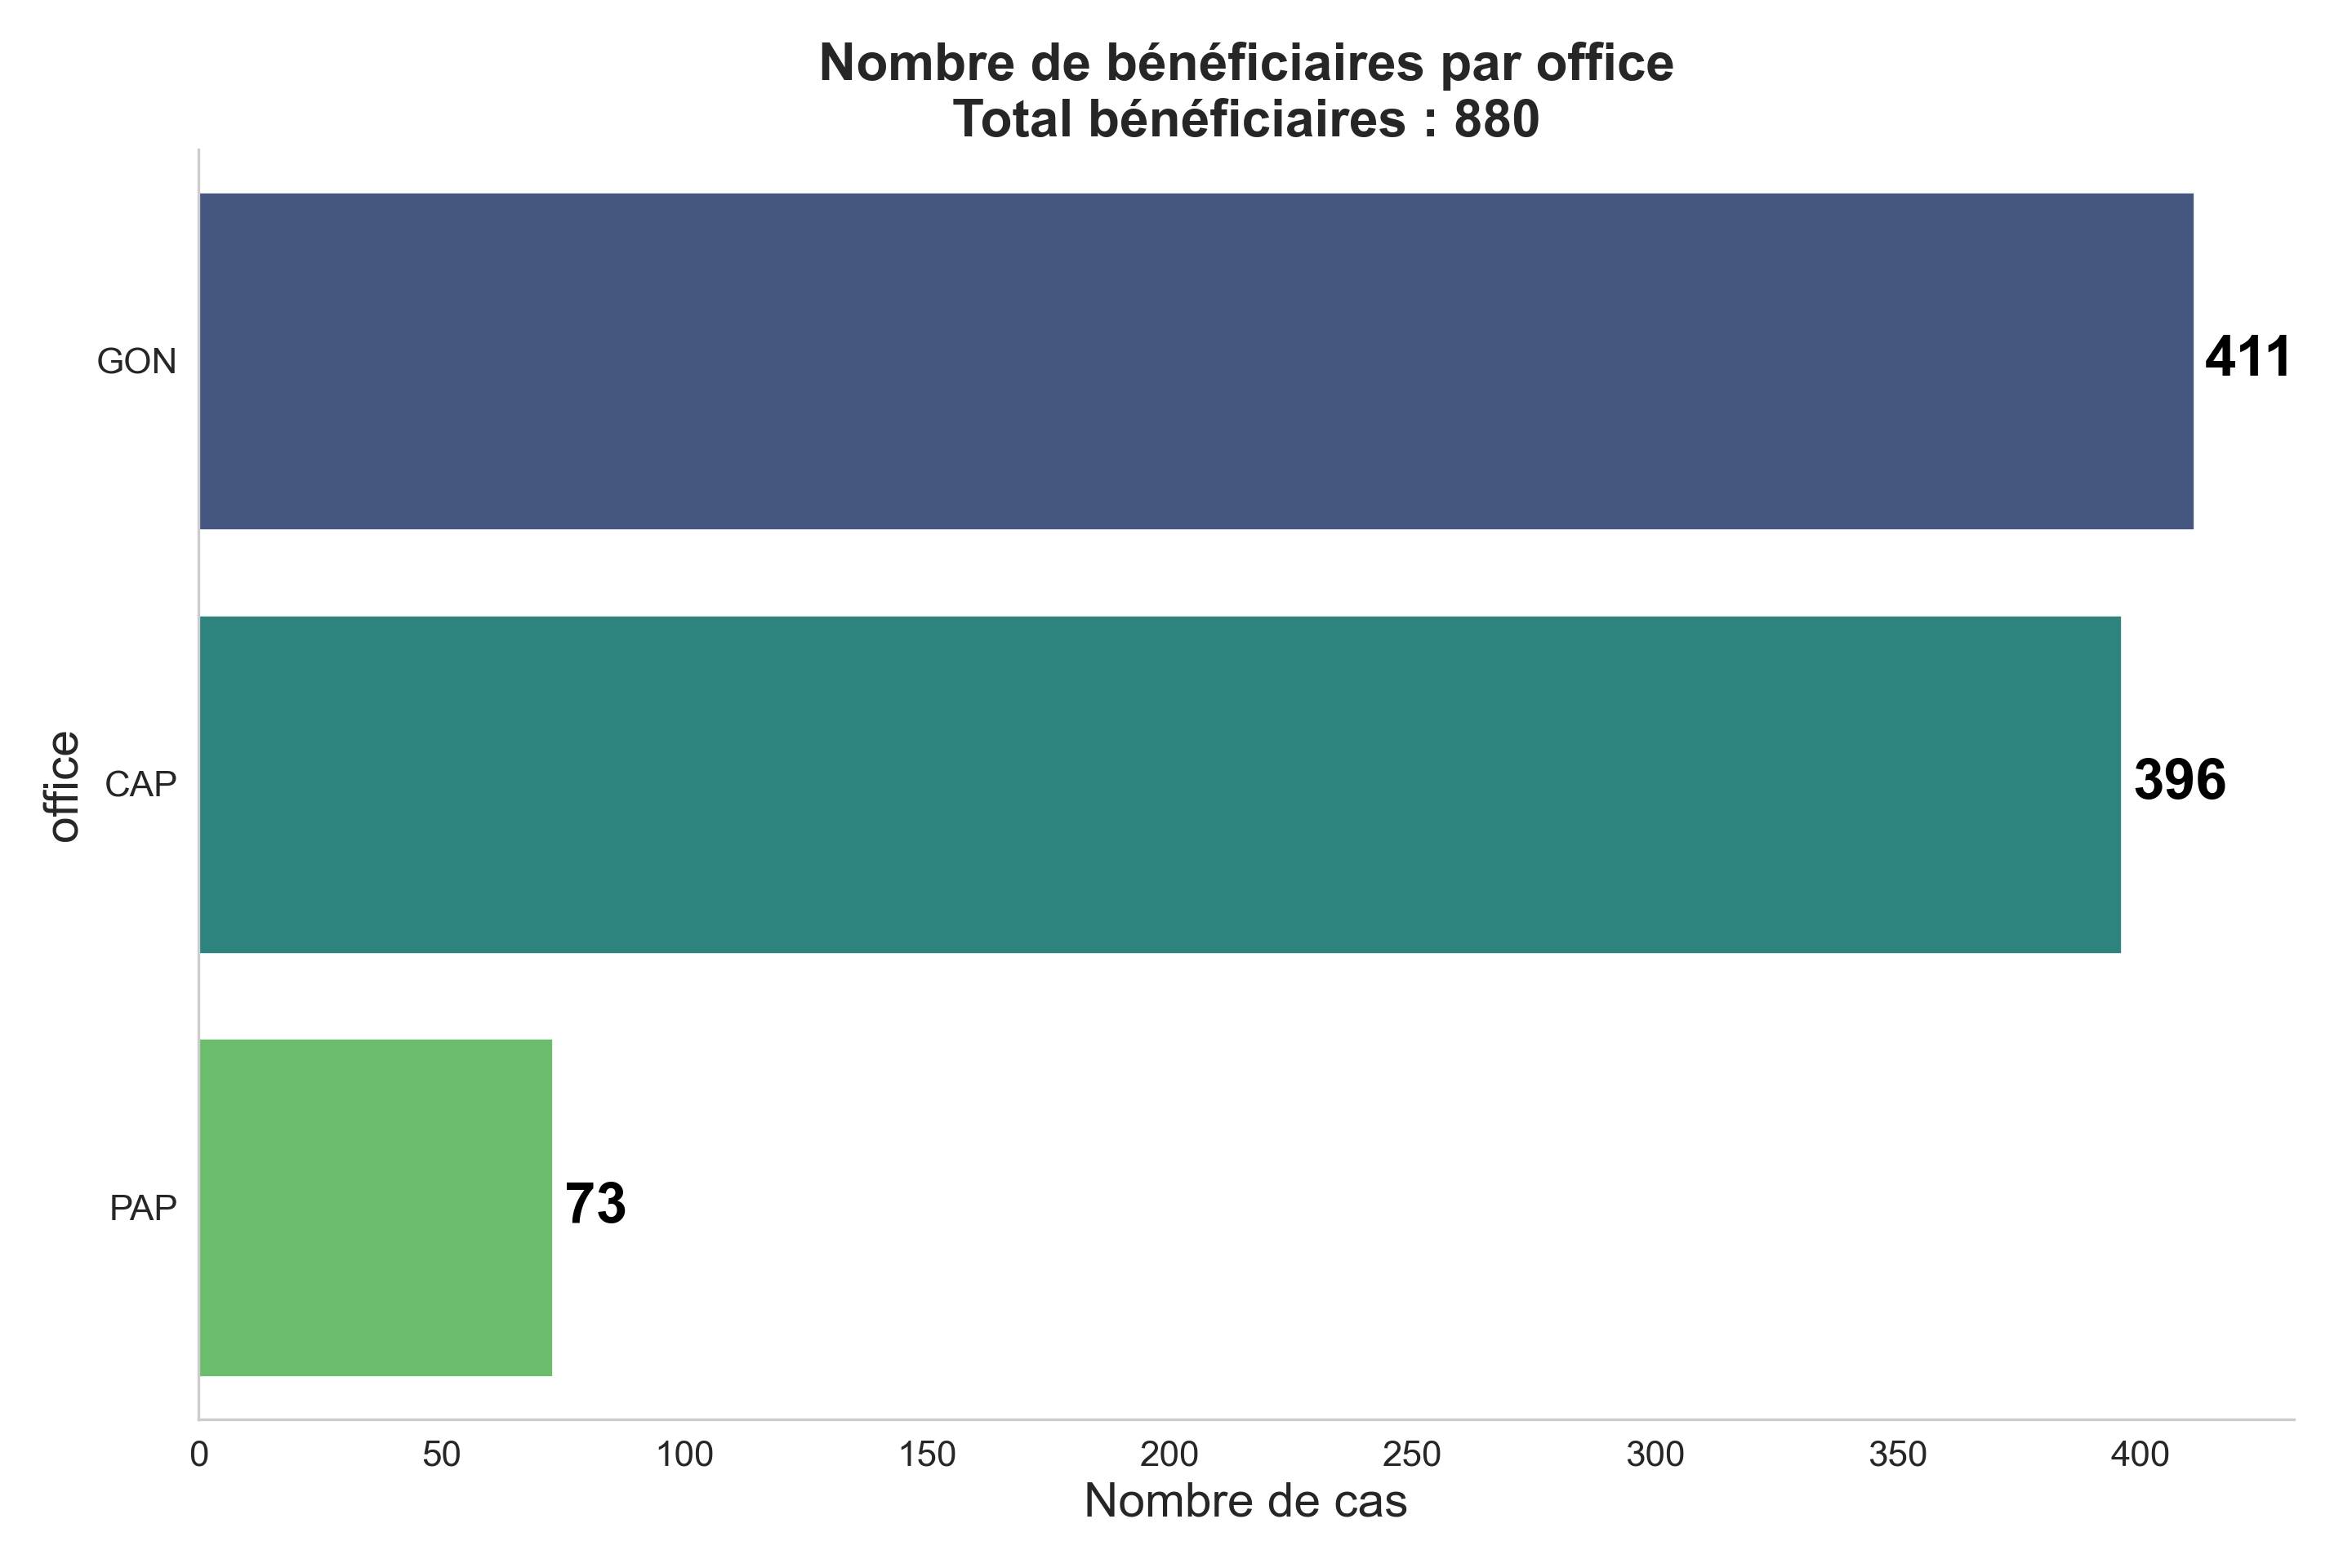 Nombre de bénéficiaires par office
Total bénéficiaires : 880
GON
411
office
CAP
396
PAP
73
0 50 100 150 200 250 300 350 400
Nombre de cas